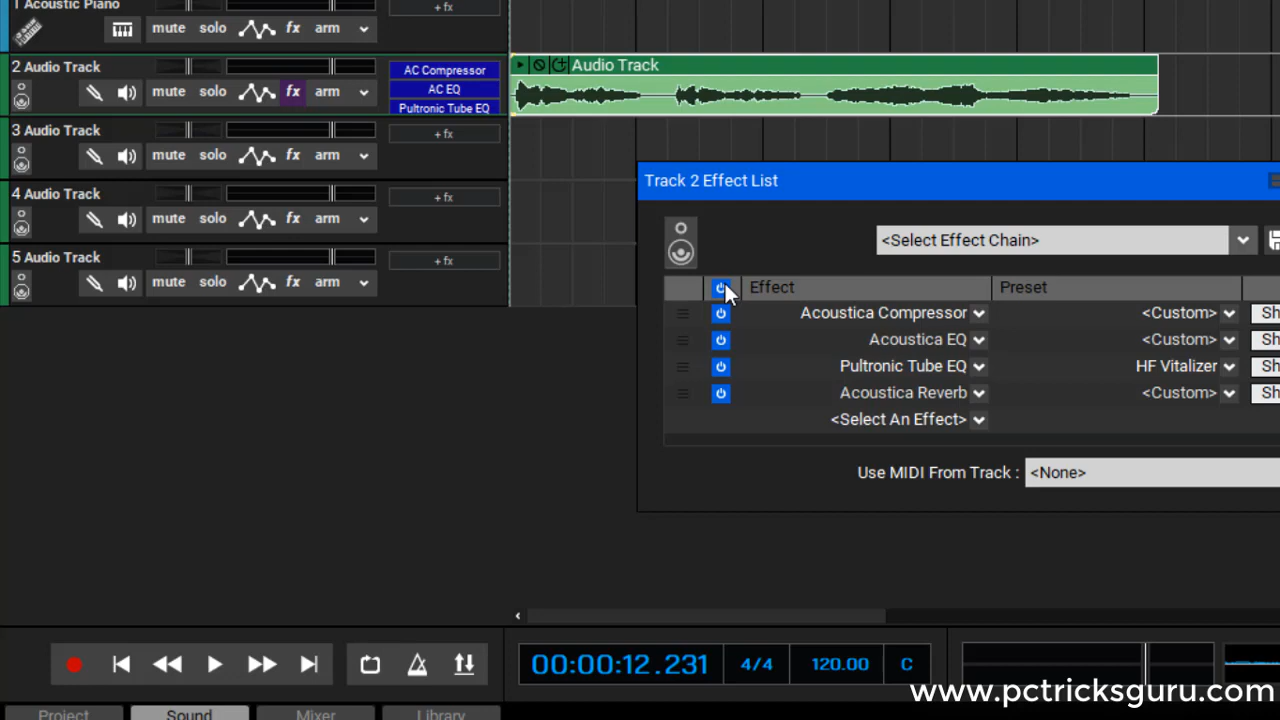 1 Acoustic Piano
+ fx
mute solo fx arm
2 Audio Track
mute solo fx arm
AC Compressor
AC EQ
Pultronic Tube EQ
Audio Track
3 Audio Track
+ fx
mute solo fx arm
4 Audio Track
+ fx
mute solo fx arm
5 Audio Track
+ fx
mute solo fx arm
Track 2 Effect List
<Select Effect Chain>
Effect Preset
Acoustica Compressor <Custom> Sh
Acoustica EQ <Custom> Sh
Pultronic Tube EQ HF Vitalizer Sh
Acoustica Reverb <Custom> Sh
<Select An Effect>
Use MIDI From Track : <None>
00:00:12.231 4/4 120.00 C
www.pctricksguru.com
Project Sound Mixer Library